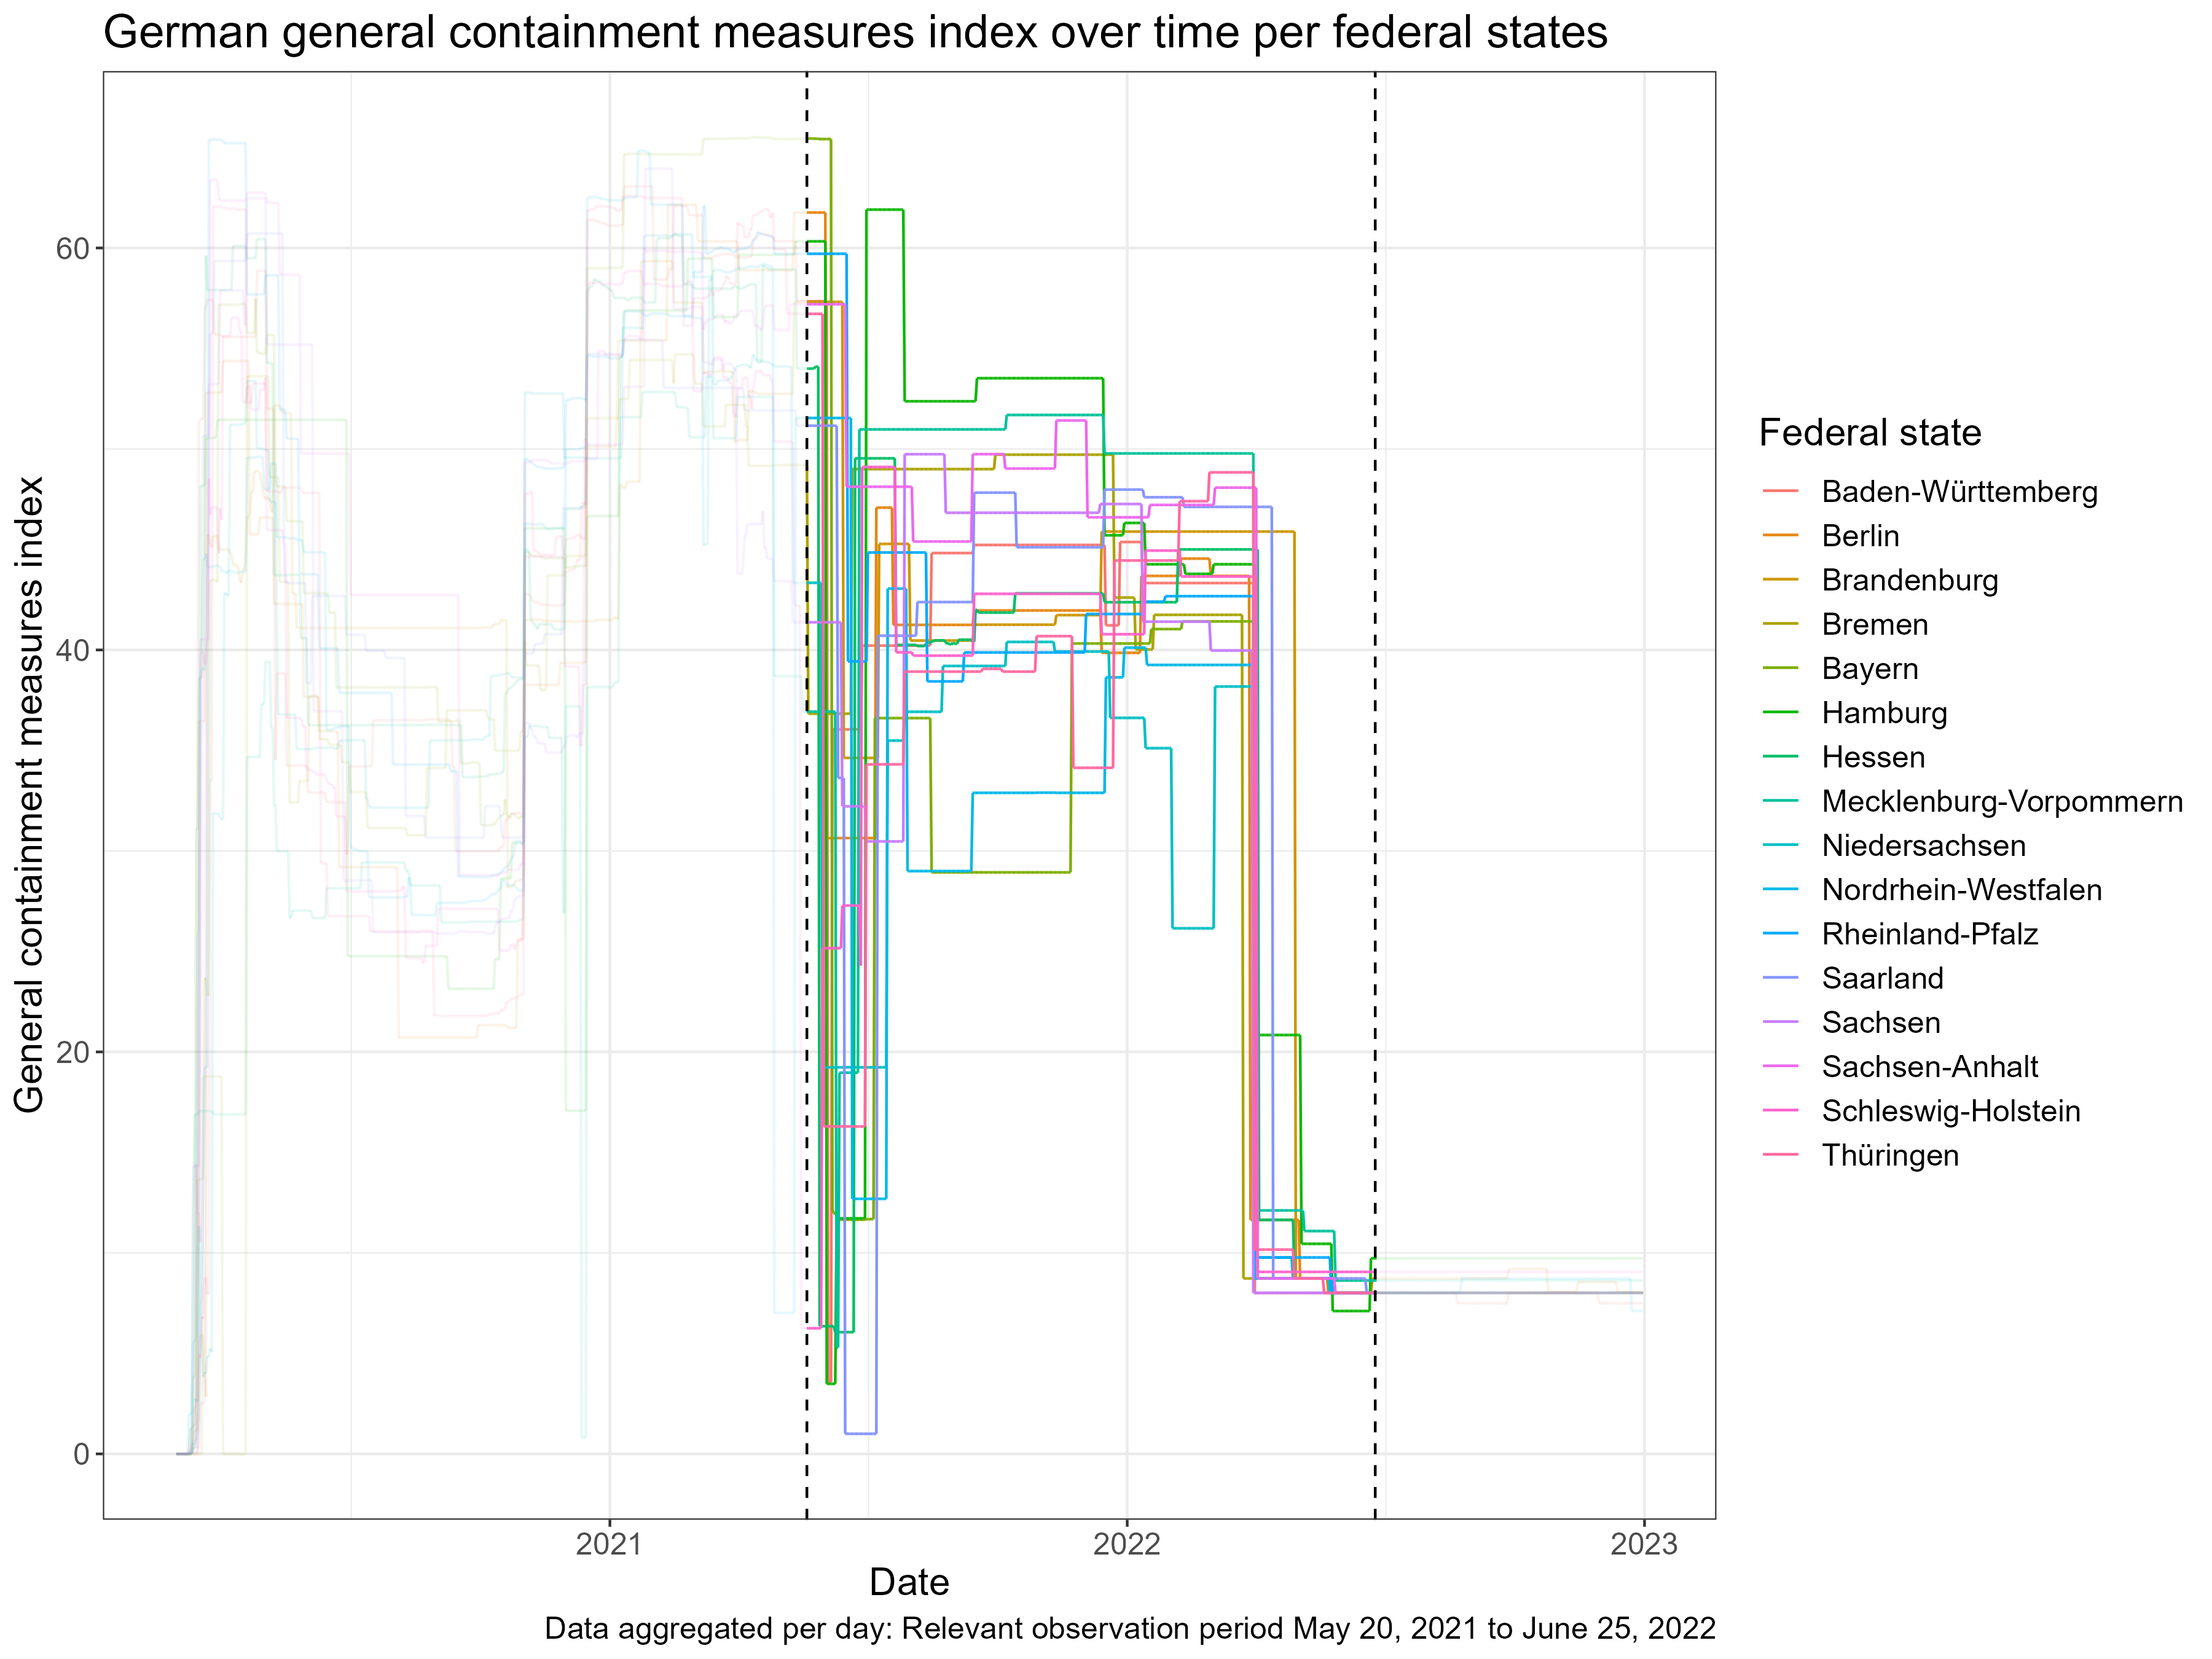 German general containment measures index over time per federal states
General containment measures index
60
40
20
0
2021
2022
2023
Date
Data aggregated per day: Relevant observation period May 20, 2021 to June 25, 2022
Federal state
Baden-Württemberg
Berlin
Brandenburg
Bremen
Bayern
Hamburg
Hessen
Mecklenburg-Vorpommern
Niedersachsen
Nordrhein-Westfalen
Rheinland-Pfalz
Saarland
Sachsen
Sachsen-Anhalt
Schleswig-Holstein
Thüringen